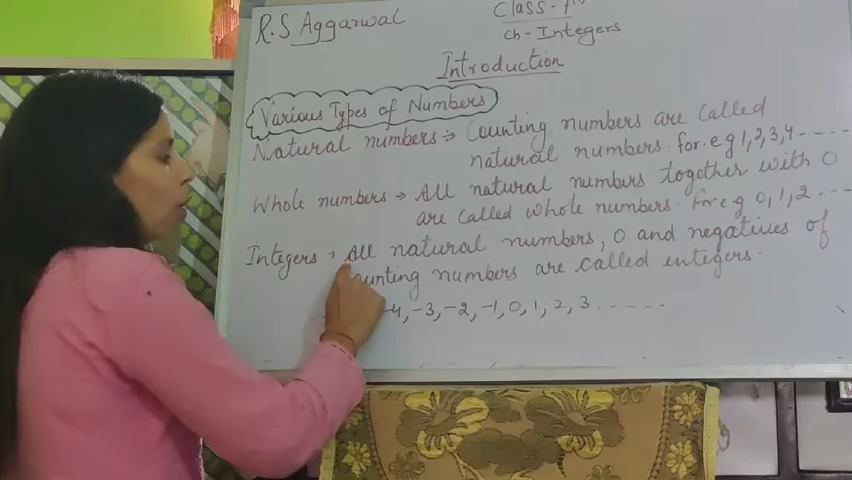 R.S Aggarwal
Class -
ch - Integers
Introduction
Various Types of Numbers
Natural numbers => Counting numbers are called
natural numbers. for. e g 1,2,3,4 - - - -
Whole numbers → All natural numbers together with 0
are called whole numbers. For e g 0,1,2 - - -
Integers → All natural numbers, 0 and negatives of
counting numbers are called integers.
-4, -3, -2, -1, 0, 1, 2, 3 - - - - - -